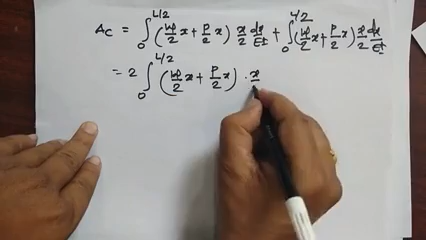 Δc = ∫₀^{L/2} (W/2 x + P/2 x) x/2 dx/EI + ∫₀^{L/2} (W/2 x + P/2 x) x/2 dx/EI
= 2 ∫₀^{L/2} (W/2 x + P/2 x) · x